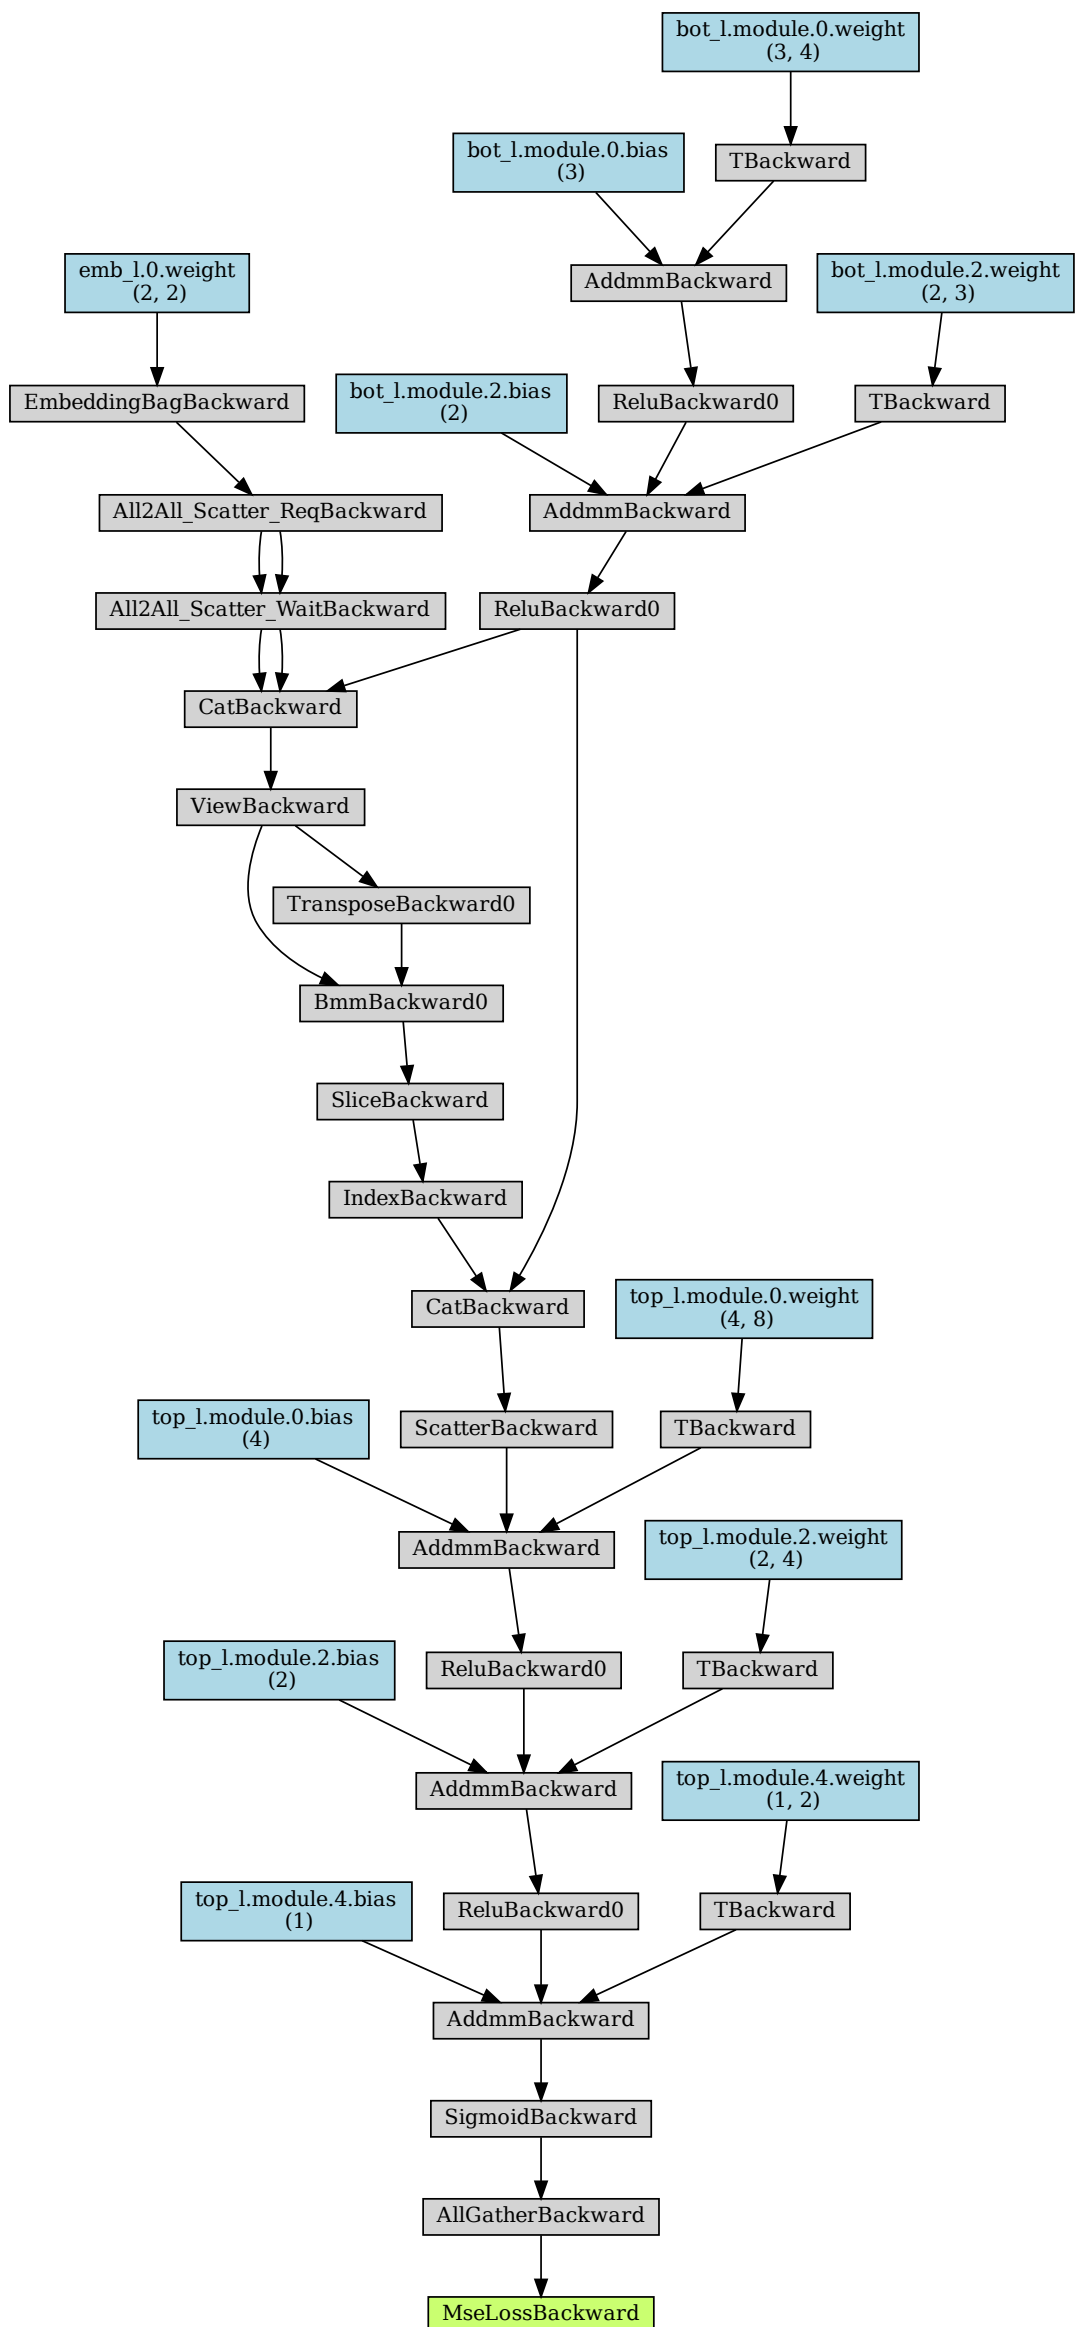 bot_l.module.0.weight
(3, 4)
bot_l.module.0.bias
(3)
TBackward
emb_l.0.weight
(2, 2)
AddmmBackward
bot_l.module.2.weight
(2, 3)
EmbeddingBagBackward
bot_l.module.2.bias
(2)
ReluBackward0
TBackward
All2All_Scatter_ReqBackward
AddmmBackward
All2All_Scatter_WaitBackward
ReluBackward0
CatBackward
ViewBackward
TransposeBackward0
BmmBackward0
SliceBackward
IndexBackward
CatBackward
top_l.module.0.weight
(4, 8)
top_l.module.0.bias
(4)
ScatterBackward
TBackward
AddmmBackward
top_l.module.2.weight
(2, 4)
top_l.module.2.bias
(2)
ReluBackward0
TBackward
AddmmBackward
top_l.module.4.weight
(1, 2)
top_l.module.4.bias
(1)
ReluBackward0
TBackward
AddmmBackward
SigmoidBackward
AllGatherBackward
MseLossBackward